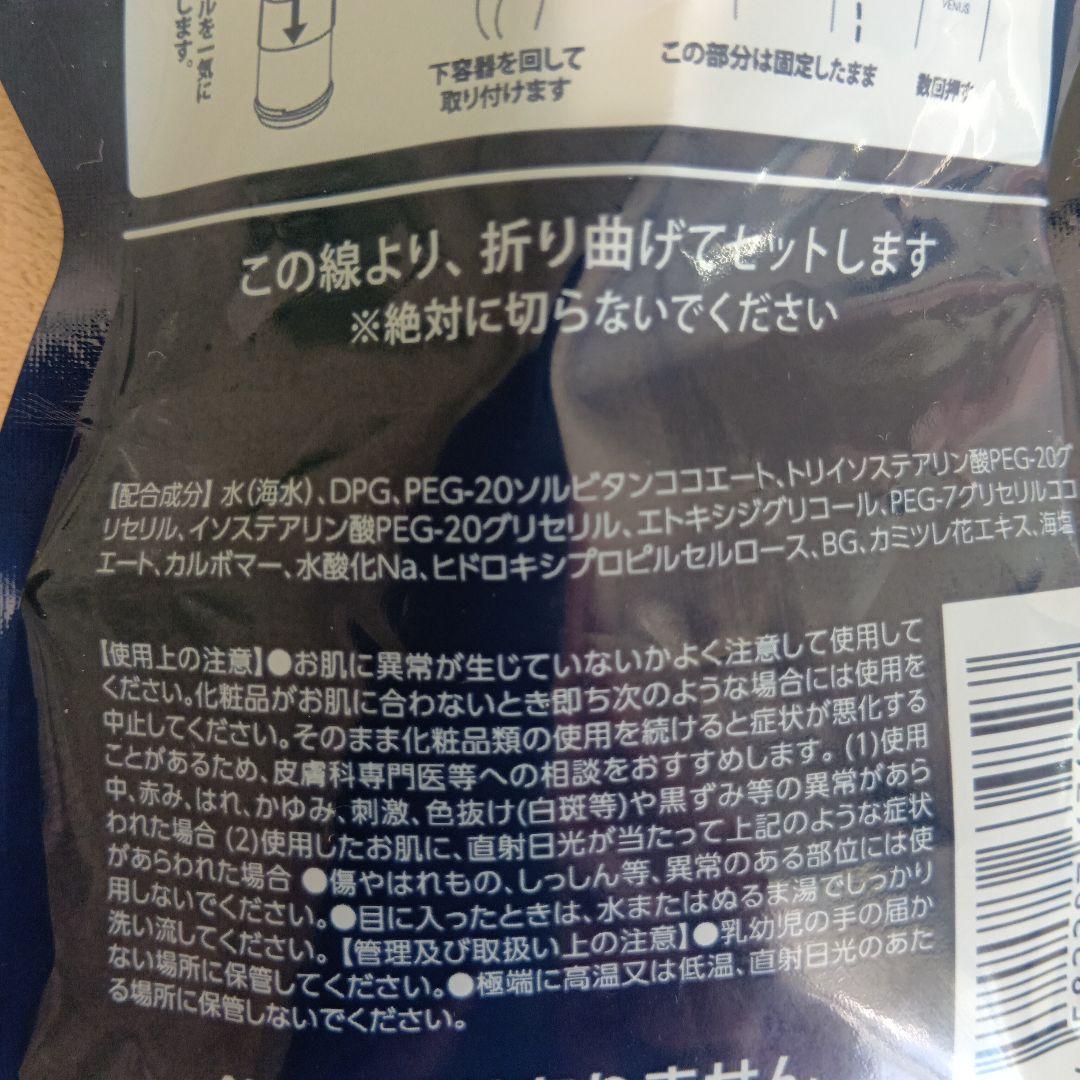 ルを一気に
します。
下容器を回して
取り付けます
この部分は固定したまま
VENUS
数回押す
この線より、折り曲げてセットします
※絶対に切らないでください
【配合成分】水(海水)、DPG、PEG-20ソルビタンココエート、トリイソステアリン酸PEG-20グ
リセリル、イソステアリン酸PEG-20グリセリル、エトキシジグリコール、PEG-7グリセリルココ
エート、カルボマー、水酸化Na、ヒドロキシプロピルセルロース、BG、カミツレ花エキス、海塩
【使用上の注意】●お肌に異常が生じていないかよく注意して使用して
ください。化粧品がお肌に合わないとき即ち次のような場合には使用を
中止してください。そのまま化粧品類の使用を続けると症状が悪化する
ことがあるため、皮膚科専門医等への相談をおすすめします。(1)使用
中、赤み、はれ、かゆみ、刺激、色抜け(白斑等)や黒ずみ等の異常があら
われた場合 (2)使用したお肌に、直射日光が当たって上記のような症状
があらわれた場合 ●傷やはれもの、しっしん等、異常のある部位には使
用しないでください。●目に入ったときは、水またはぬるま湯でしっかり
洗い流してください。【管理及び取扱い上の注意】●乳幼児の手の届か
ない場所に保管してください。●極端に高温又は低温、直射日光のあた
る場所に保管しないでください。